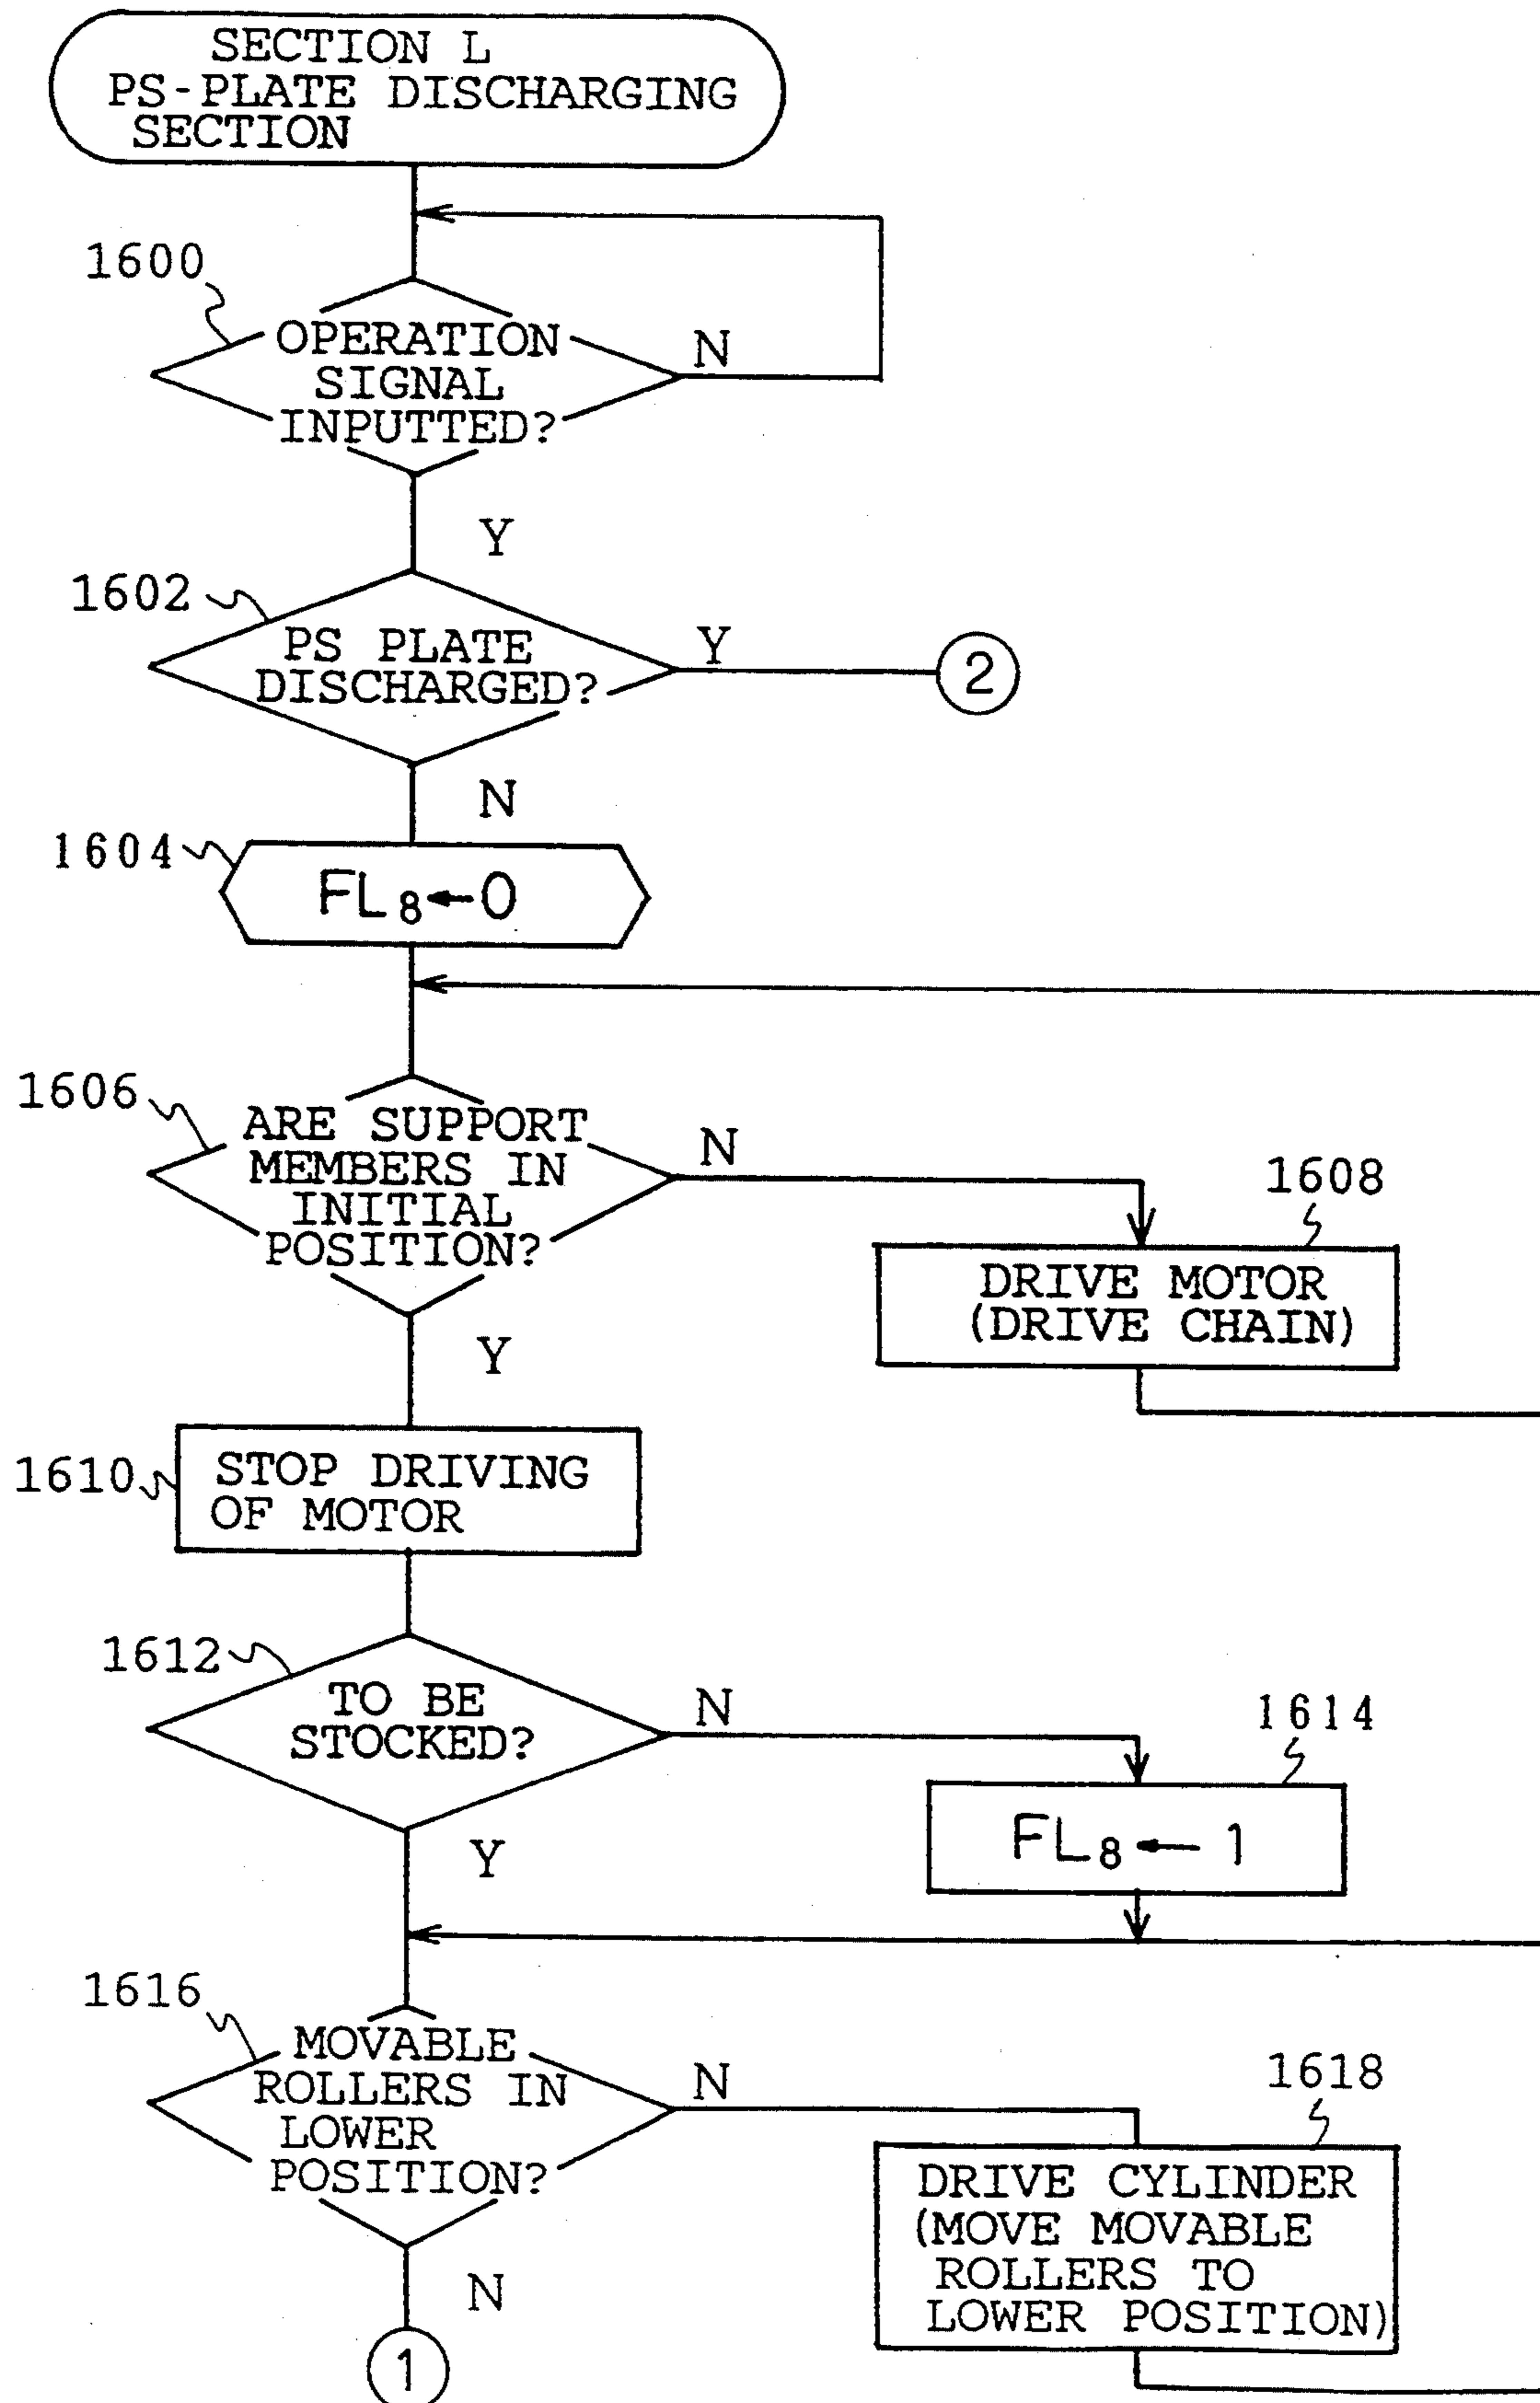 SECTION L
PS-PLATE DISCHARGING
SECTION
1600
OPERATION
SIGNAL
INPUTTED?
N
Y
1602
PS PLATE
DISCHARGED?
Y
2
N
1604
FL₈←0
1606
ARE SUPPORT
MEMBERS IN
INITIAL
POSITION?
N
1608
DRIVE MOTOR
(DRIVE CHAIN)
Y
1610
STOP DRIVING
OF MOTOR
1612
TO BE
STOCKED?
N
1614
FL₈←1
Y
1616
MOVABLE
ROLLERS IN
LOWER
POSITION?
N
1618
DRIVE CYLINDER
(MOVE MOVABLE
ROLLERS TO
LOWER POSITION)
N
1